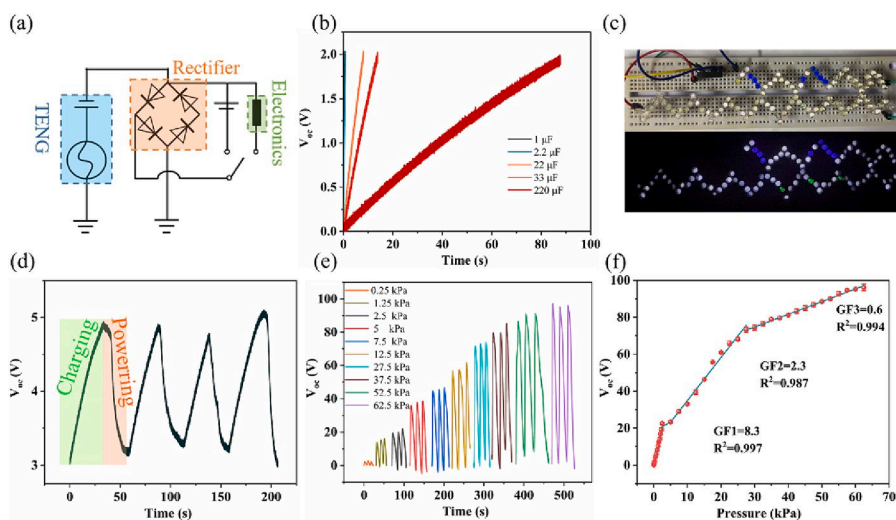 (a)
Rectifier
TENG
Electronics
(b)
2.0
1.5
1.0
0.5
0.0
Voc (V)
1 μF
2.2 μF
22 μF
33 μF
220 μF
0 20 40 60 80 100
Time (s)
(c)
(d)
5
4
3
Voc (V)
Charging
Powrring
0 50 100 150 200
Time (s)
(e)
100
80
60
40
20
0
Voc (V)
0.25 kPa
1.25 kPa
2.5 kPa
5 kPa
7.5 kPa
12.5 kPa
27.5 kPa
37.5 kPa
52.5 kPa
62.5 kPa
0 100 200 300 400 500
Time (s)
(f)
100
80
60
40
20
0
Voc (V)
GF3=0.6
R²=0.994
GF2=2.3
R²=0.987
GF1=8.3
R²=0.997
0 10 20 30 40 50 60 70
Pressure (kPa)